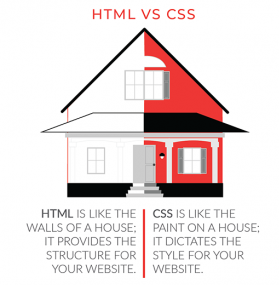 HTML VS CSS
HTML IS LIKE THE
WALLS OF A HOUSE;
IT PROVIDES THE
STRUCTURE FOR
YOUR WEBSITE.
CSS IS LIKE THE
PAINT ON A HOUSE;
IT DICTATES THE
STYLE FOR YOUR
WEBSITE.